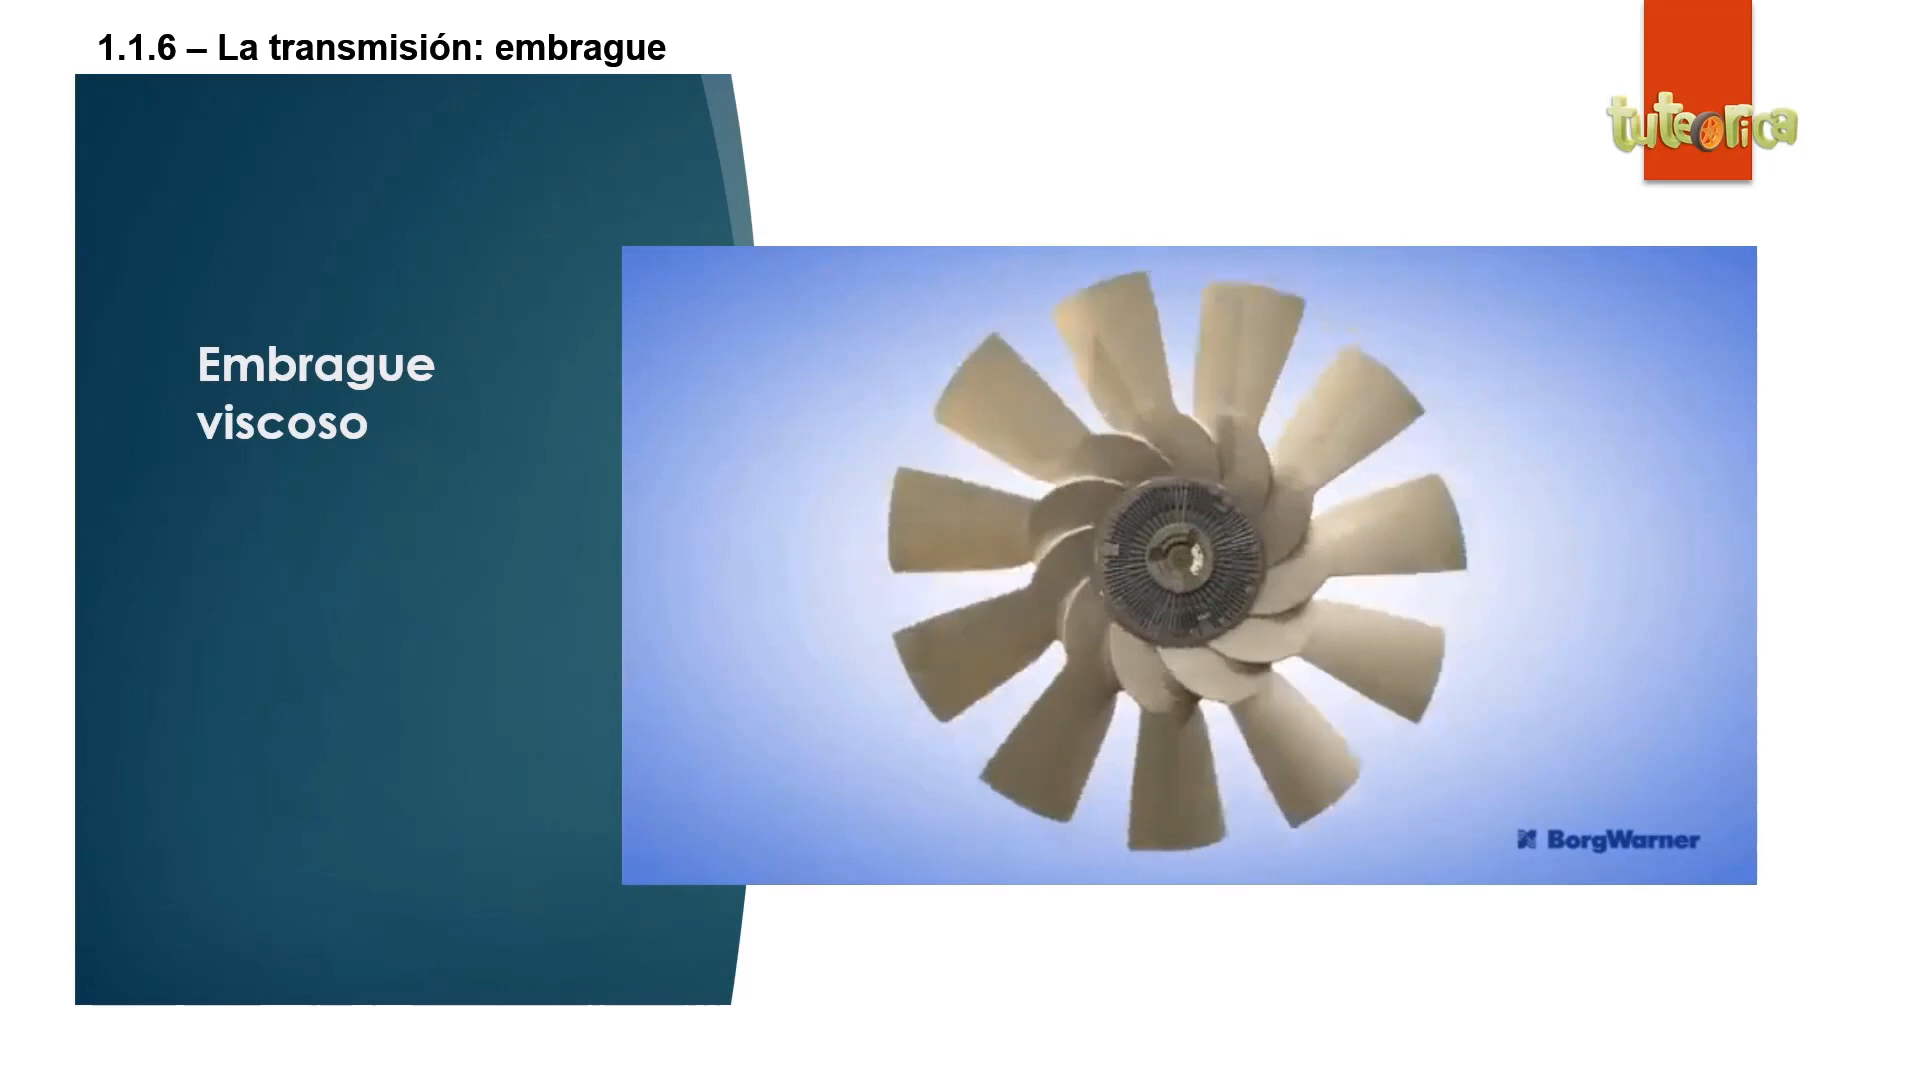 1.1.6 – La transmisión: embrague
tuteorica
Embrague
viscoso
BorgWarner